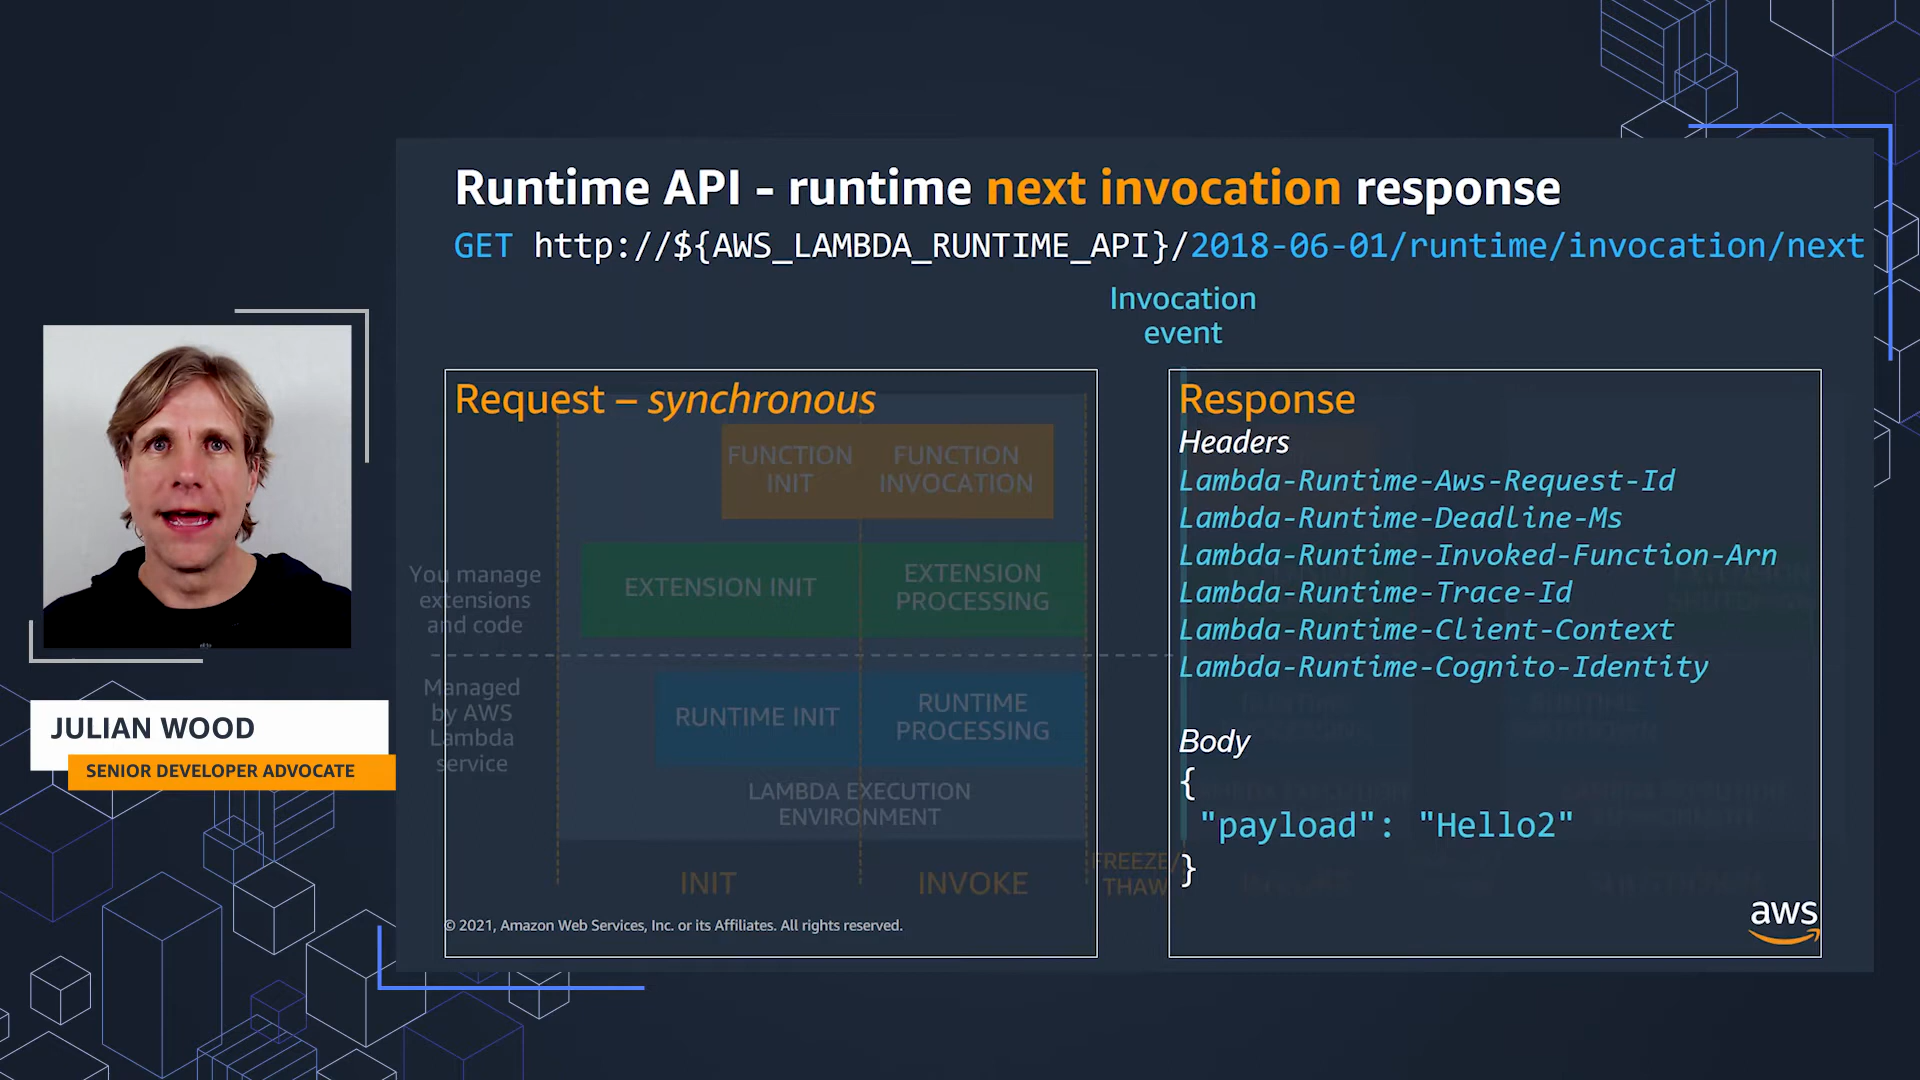 Runtime API - runtime next invocation response
GET http://${AWS_LAMBDA_RUNTIME_API}/2018-06-01/runtime/invocation/next
Invocation
event
Request – synchronous
FUNCTION
INIT
FUNCTION
INVOCATION
You manage
extensions
and code
EXTENSION INIT
EXTENSION
PROCESSING
Managed
by AWS
Lambda
service
RUNTIME INIT
RUNTIME
PROCESSING
LAMBDA EXECUTION
ENVIRONMENT
INIT
INVOKE
FREEZE/
THAW
Response
Headers
Lambda-Runtime-Aws-Request-Id
Lambda-Runtime-Deadline-Ms
Lambda-Runtime-Invoked-Function-Arn
Lambda-Runtime-Trace-Id
Lambda-Runtime-Client-Context
Lambda-Runtime-Cognito-Identity
Body
{
"payload": "Hello2"
}
© 2021, Amazon Web Services, Inc. or its Affiliates. All rights reserved.
aws
JULIAN WOOD
SENIOR DEVELOPER ADVOCATE